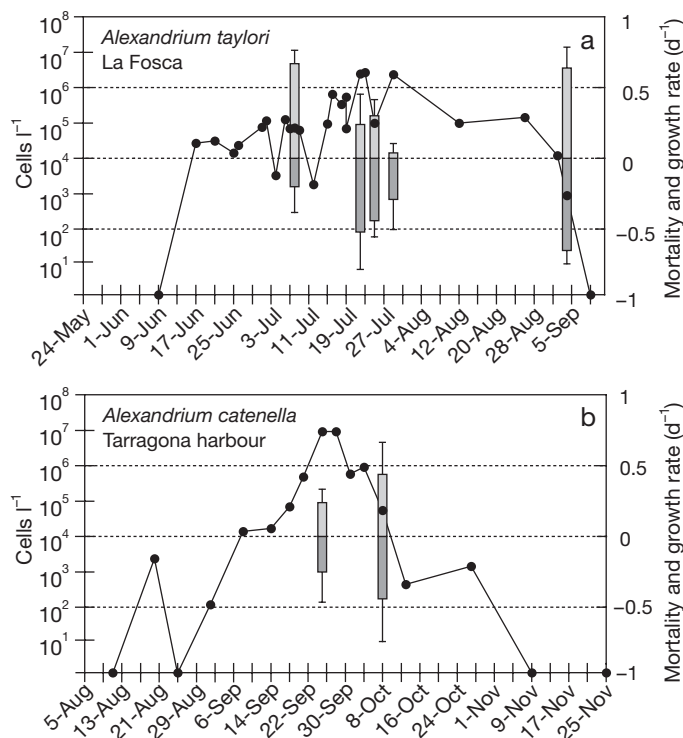 10⁸
10⁷
10⁶
10⁵
10⁴
10³
10²
10¹
Cells l⁻¹
Alexandrium taylori
La Fosca
a
1
0.5
0
-0.5
-1
Mortality and growth rate (d⁻¹)
24-May
1-Jun
9-Jun
17-Jun
25-Jun
3-Jul
11-Jul
19-Jul
27-Jul
4-Aug
12-Aug
20-Aug
28-Aug
5-Sep
10⁸
10⁷
10⁶
10⁵
10⁴
10³
10²
10¹
Cells l⁻¹
Alexandrium catenella
Tarragona harbour
b
1
0.5
0
-0.5
-1
Mortality and growth rate (d⁻¹)
5-Aug
13-Aug
21-Aug
29-Aug
6-Sep
14-Sep
22-Sep
30-Sep
8-Oct
16-Oct
24-Oct
1-Nov
9-Nov
17-Nov
25-Nov